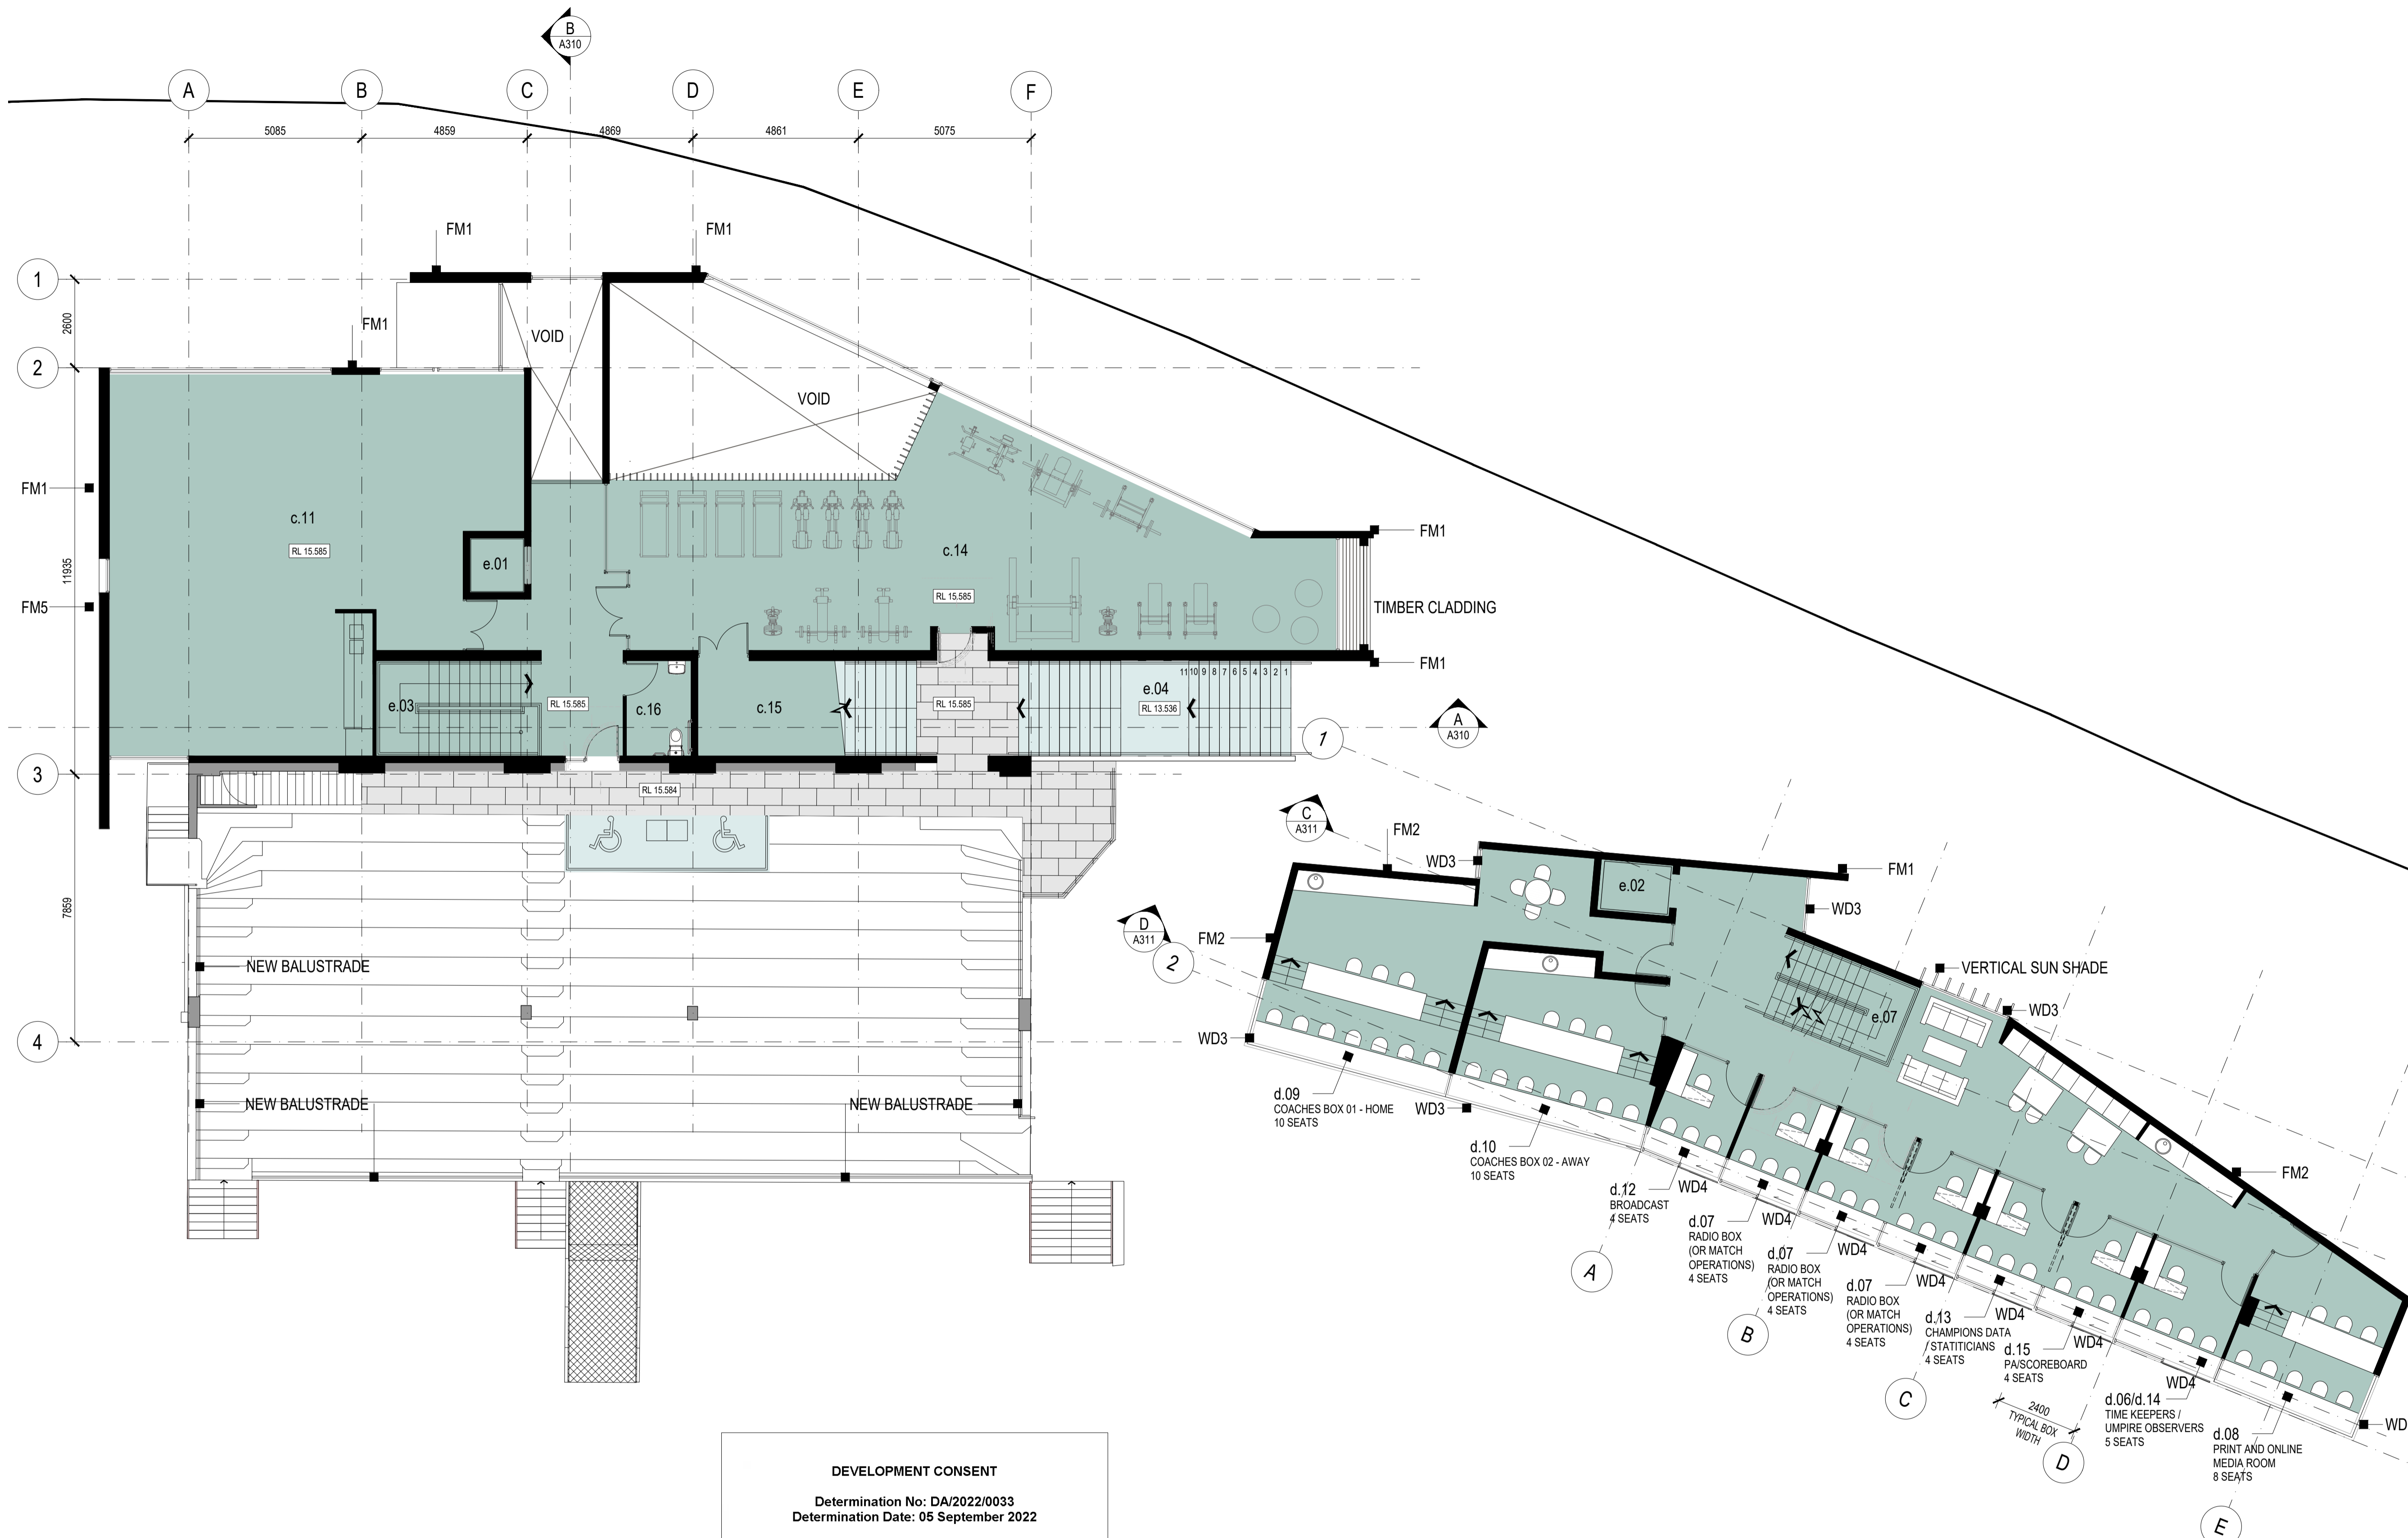 B
A310
A
B
C
D
E
F
5085
4859
4869
4861
5075
FM1
FM1
1
2600
FM1
VOID
2
VOID
FM1
c.11
RL 15.585
e.01
c.14
RL 15.585
FM1
11935
FM5
TIMBER CLADDING
FM1
e.03
RL 15.585
c.16
c.15
RL 15.585
e.04
RL 13.536
11 10 9 8 7 6 5 4 3 2 1
A
A310
3
RL 15.584
7859
NEW BALUSTRADE
4
NEW BALUSTRADE
NEW BALUSTRADE
1
C
A311
FM2
WD3
e.02
FM1
WD3
D
A311
2
FM2
VERTICAL SUN SHADE
WD3
e.07
WD3
d.09
COACHES BOX 01 - HOME
10 SEATS
WD3
d.10
COACHES BOX 02 - AWAY
10 SEATS
FM2
d.12
BROADCAST
4 SEATS
WD4
d.07
RADIO BOX
(OR MATCH
OPERATIONS)
4 SEATS
WD4
d.07
RADIO BOX
(OR MATCH
OPERATIONS)
4 SEATS
WD4
d.07
RADIO BOX
(OR MATCH
OPERATIONS)
4 SEATS
WD4
d.13
CHAMPIONS DATA
/ STATITICIANS
4 SEATS
WD4
d.15
PA/SCOREBOARD
4 SEATS
WD4
d.06/d.14
TIME KEEPERS /
UMPIRE OBSERVERS
5 SEATS
WD4
d.08
PRINT AND ONLINE
MEDIA ROOM
8 SEATS
WD
A
B
C
D
E
2400
TYPICAL BOX
WIDTH
DEVELOPMENT CONSENT
Determination No: DA/2022/0033
Determination Date: 05 September 2022